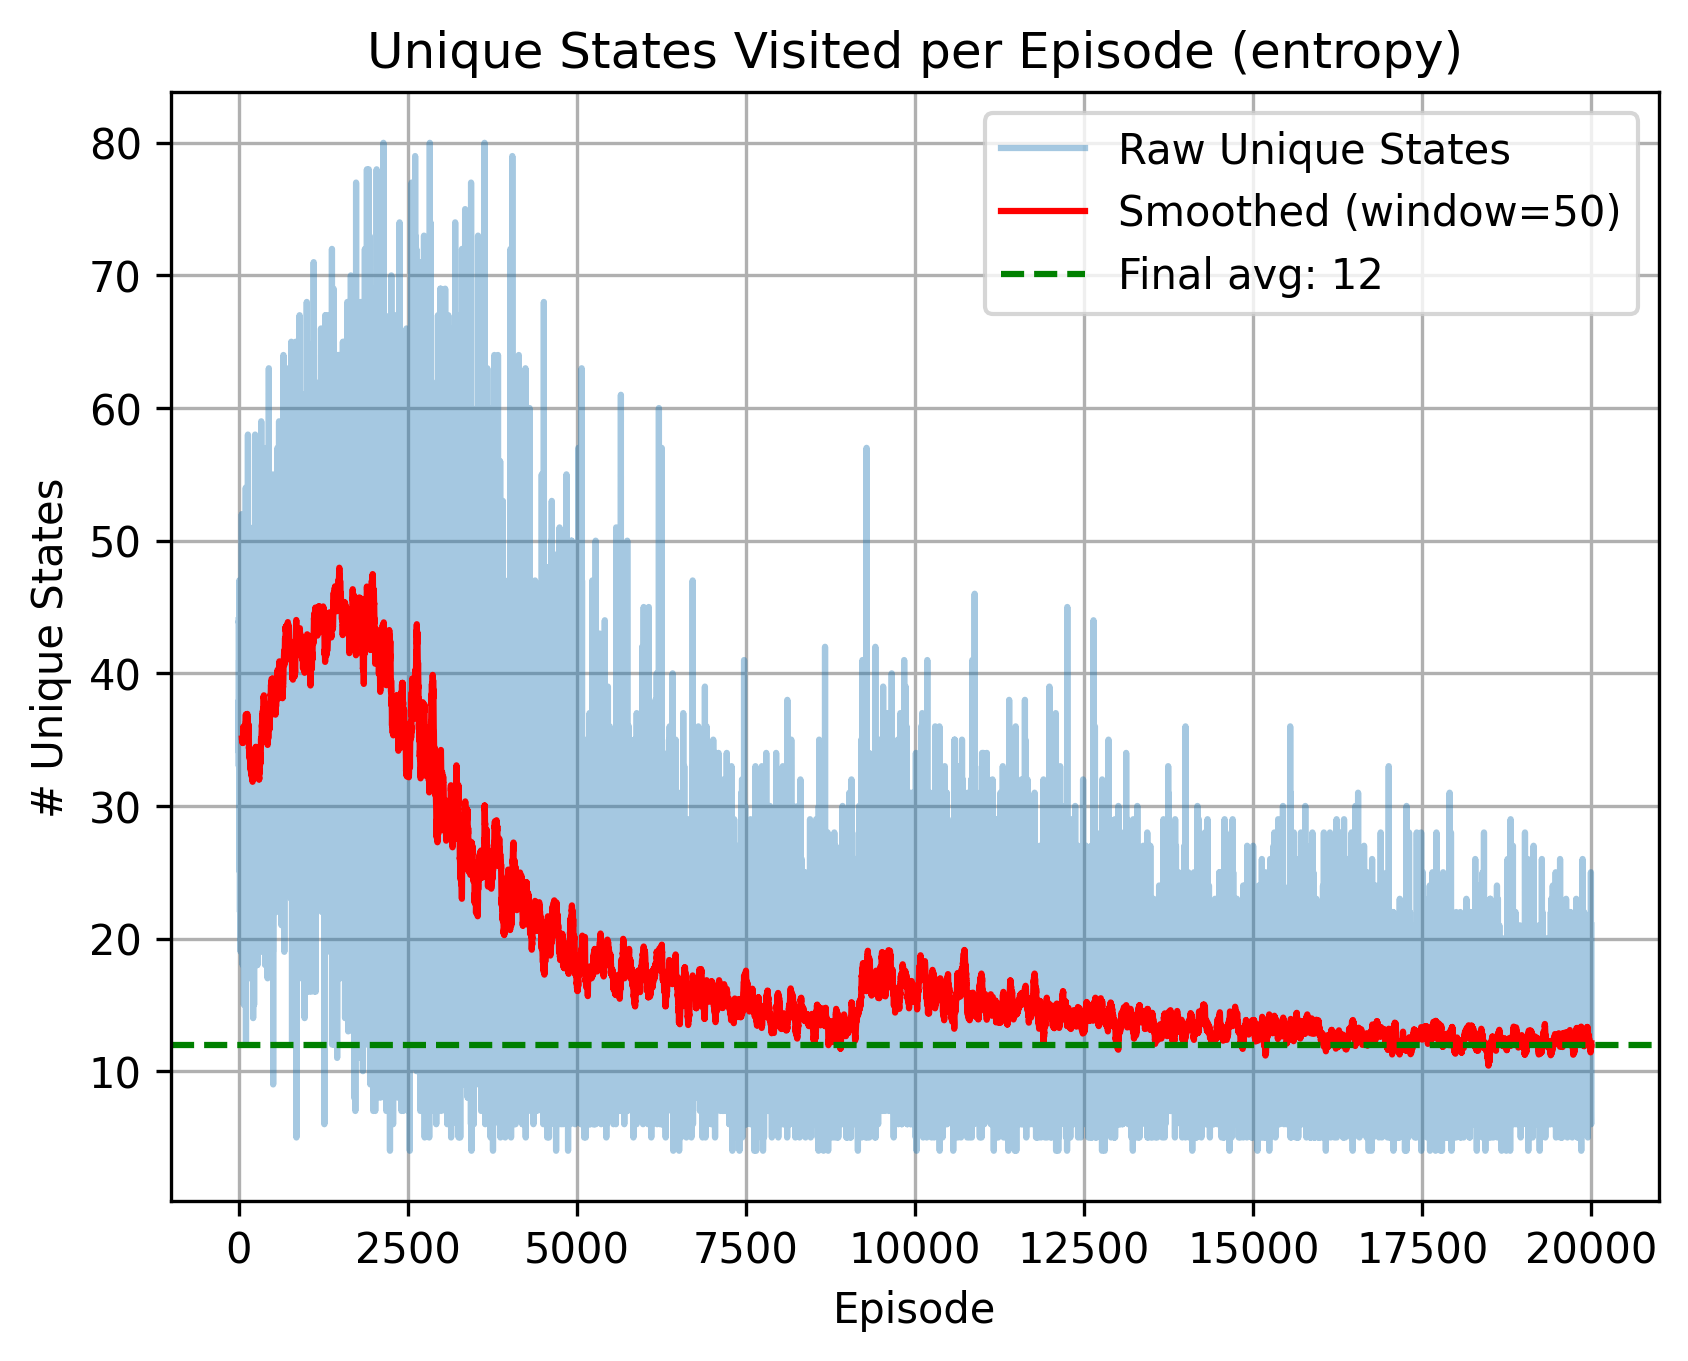 Unique States Visited per Episode (entropy)
Raw Unique States
Smoothed (window=50)
Final avg: 12
# Unique States
80
70
60
50
40
30
20
10
0 2500 5000 7500 10000 12500 15000 17500 20000
Episode